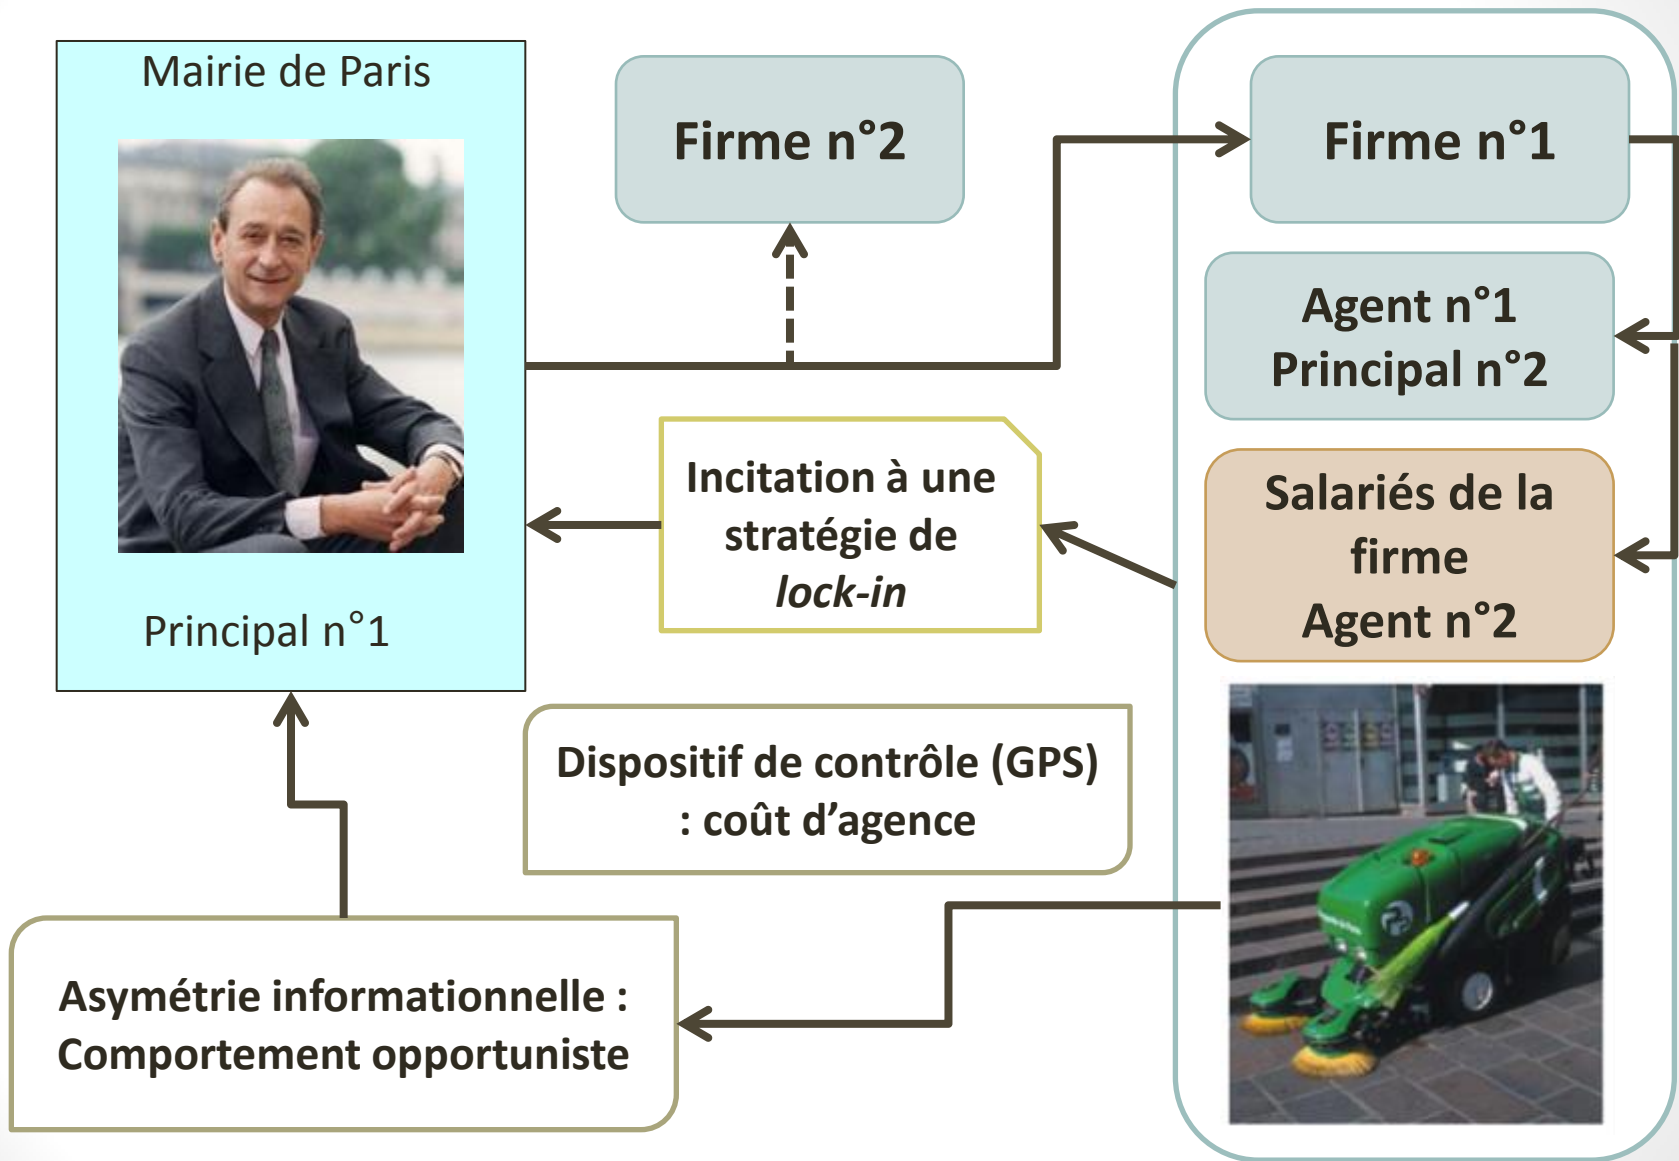 Mairie de Paris
Principal n°1
Firme n°2
Firme n°1
Agent n°1
Principal n°2
Incitation à une
stratégie de
lock-in
Salariés de la
firme
Agent n°2
Dispositif de contrôle (GPS)
: coût d’agence
Asymétrie informationnelle :
Comportement opportuniste